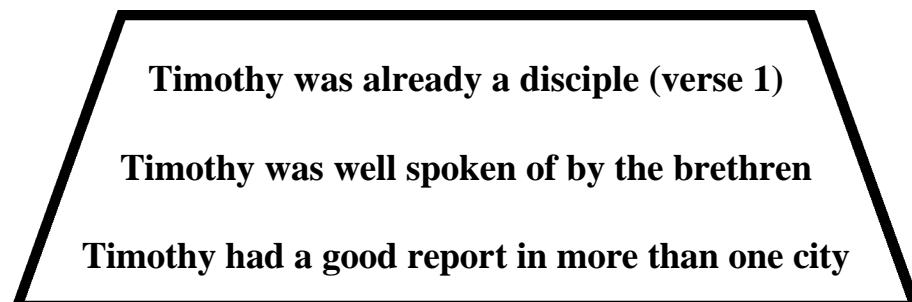 Timothy was already a disciple (verse 1)
Timothy was well spoken of by the brethren
Timothy had a good report in more than one city